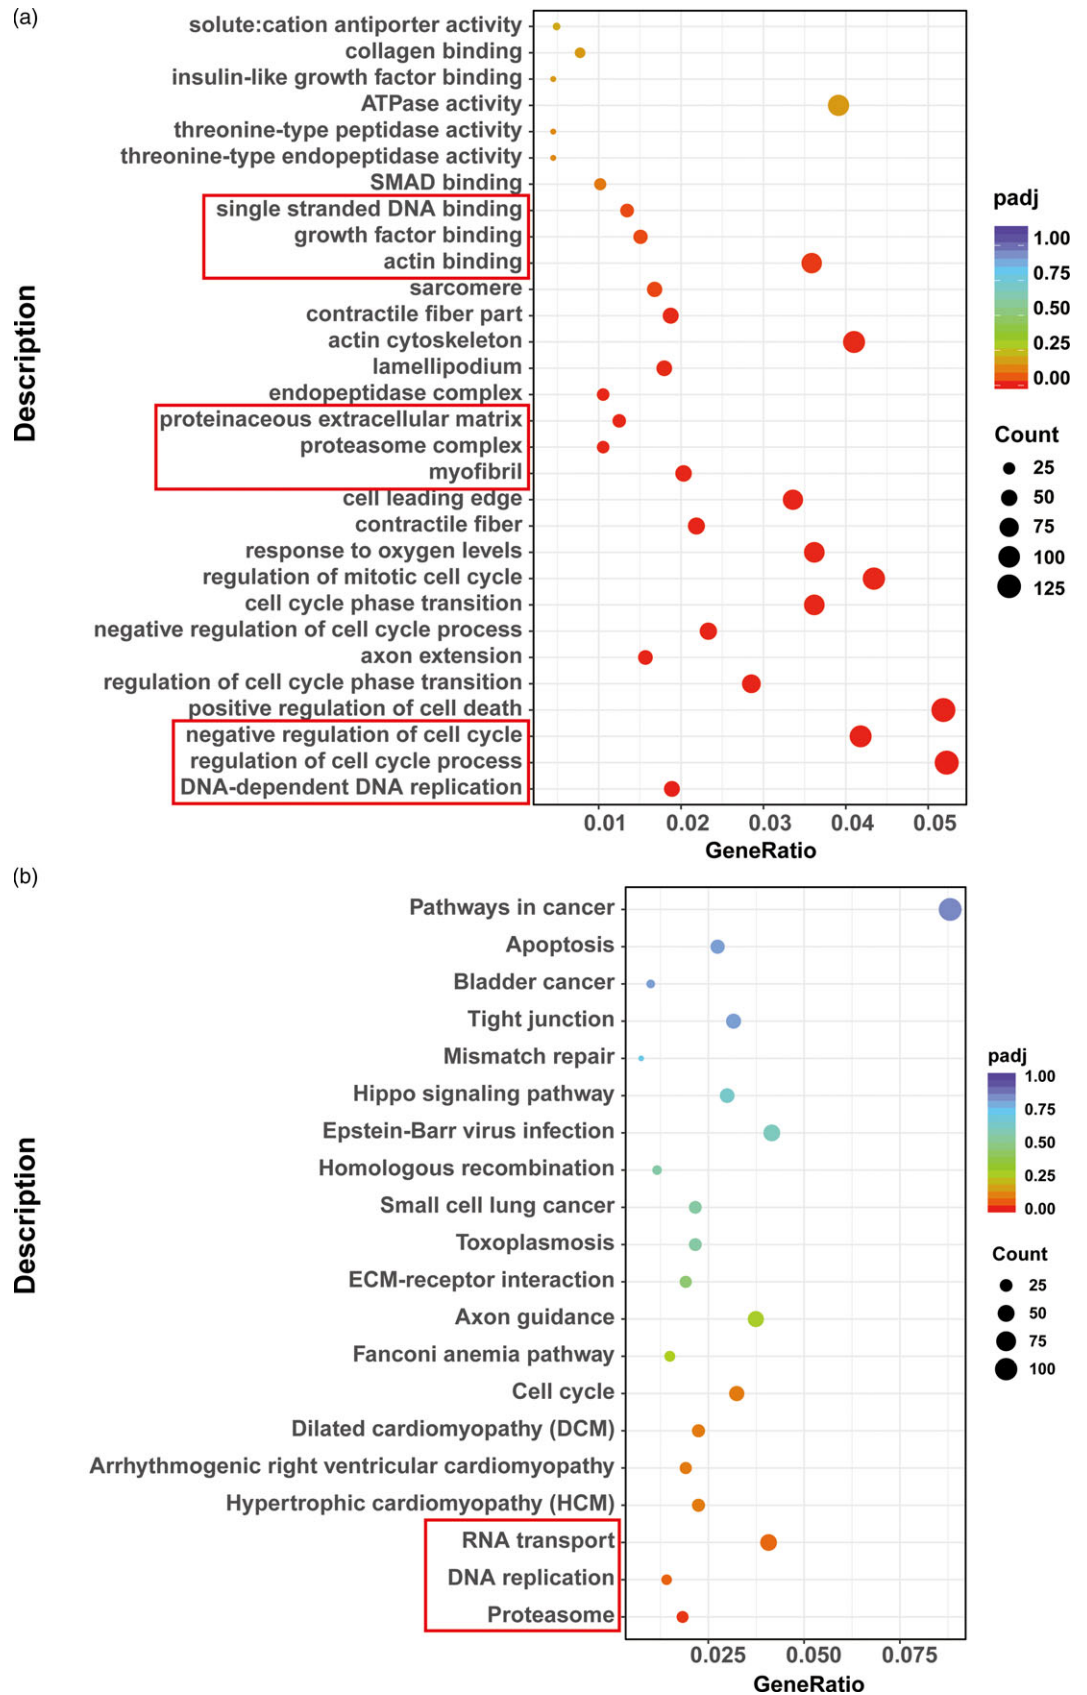 (a)
solute:cation antiporter activity
collagen binding
insulin-like growth factor binding
ATPase activity
threonine-type peptidase activity
threonine-type endopeptidase activity
SMAD binding
single stranded DNA binding
growth factor binding
actin binding
sarcomere
contractile fiber part
actin cytoskeleton
lamellipodium
endopeptidase complex
proteinaceous extracellular matrix
proteasome complex
myofibril
cell leading edge
contractile fiber
response to oxygen levels
regulation of mitotic cell cycle
cell cycle phase transition
negative regulation of cell cycle process
axon extension
regulation of cell cycle phase transition
positive regulation of cell death
negative regulation of cell cycle
regulation of cell cycle process
DNA-dependent DNA replication
Description
0.01 0.02 0.03 0.04 0.05
GeneRatio
padj
1.00
0.75
0.50
0.25
0.00
Count
25
50
75
100
125
(b)
Pathways in cancer
Apoptosis
Bladder cancer
Tight junction
Mismatch repair
Hippo signaling pathway
Epstein-Barr virus infection
Homologous recombination
Small cell lung cancer
Toxoplasmosis
ECM-receptor interaction
Axon guidance
Fanconi anemia pathway
Cell cycle
Dilated cardiomyopathy (DCM)
Arrhythmogenic right ventricular cardiomyopathy
Hypertrophic cardiomyopathy (HCM)
RNA transport
DNA replication
Proteasome
Description
0.025 0.050 0.075
GeneRatio
padj
1.00
0.75
0.50
0.25
0.00
Count
25
50
75
100